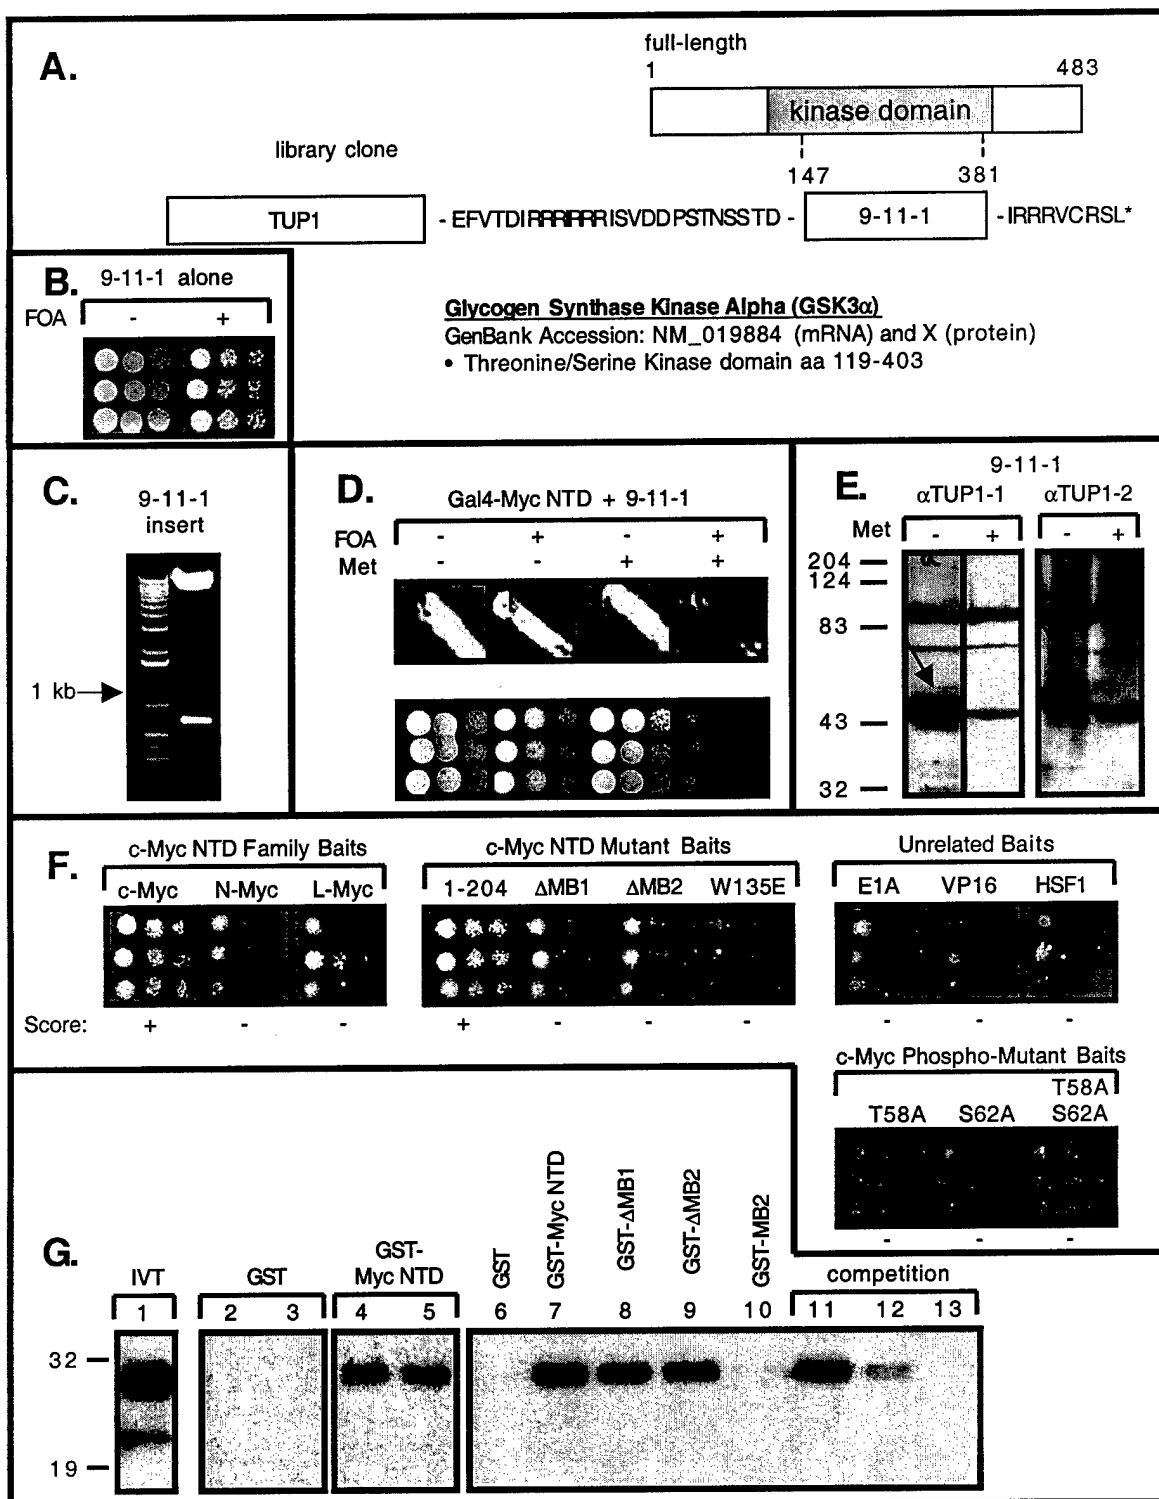 A.
full-length
1 483
kinase domain
library clone
147 381
TUP1 - EFVTDIRRRIPRRRISVDDPSTNSSTD - 9-11-1 - IRRRVCRSL*
B.
9-11-1 alone
FOA - +
Glycogen Synthase Kinase Alpha (GSK3α)
GenBank Accession: NM_019884 (mRNA) and X (protein)
• Threonine/Serine Kinase domain aa 119-403
C.
9-11-1
insert
1 kb
D.
Gal4-Myc NTD + 9-11-1
FOA - + - +
Met - - + +
E.
9-11-1
αTUP1-1 αTUP1-2
Met - + - +
204
124
83
43
32
F.
c-Myc NTD Family Baits
c-Myc N-Myc L-Myc
c-Myc NTD Mutant Baits
1-204 ΔMB1 ΔMB2 W135E
Unrelated Baits
E1A VP16 HSF1
Score: + - - + - - - - - -
c-Myc Phospho-Mutant Baits
T58A S62A T58A
S62A
- - -
G.
IVT GST GST-
Myc NTD GST GST-Myc NTD GST-ΔMB1 GST-ΔMB2 GST-MB2 competition
1 2 3 4 5 6 7 8 9 10 11 12 13
32
19